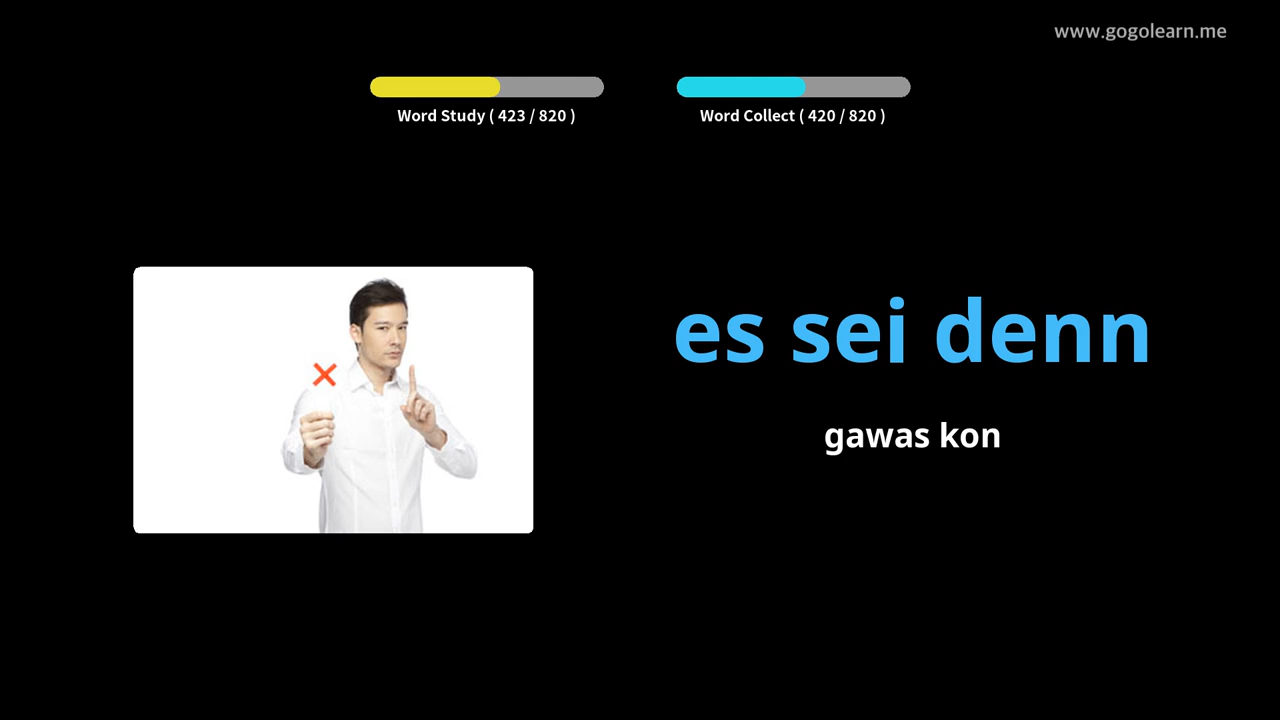 www.gogolearn.me
Word Study ( 423 / 820 )
Word Collect ( 420 / 820 )
es sei denn
gawas kon